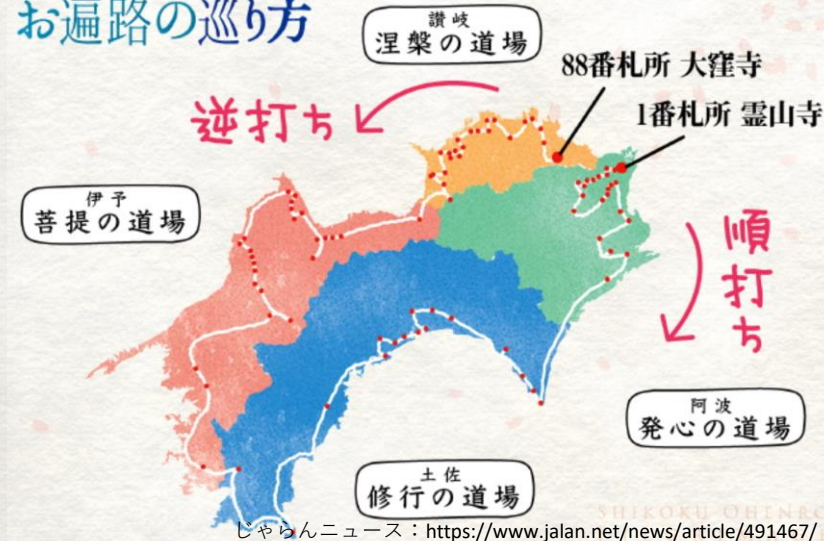 お遍路の巡り方
讃岐
涅槃の道場
88番札所 大窪寺
1番札所 霊山寺
逆打ち
伊予
菩提の道場
順打ち
阿波
発心の道場
土佐
修行の道場
SHIKOKU OHENRO
じゃらんニュース：https://www.jalan.net/news/article/491467/